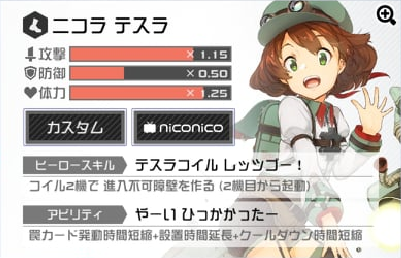 ニコラ テスラ
攻撃 × 1.15
防御 × 0.50
体力 × 1.25
カスタム niconico
ヒーロースキル テスラコイル レッツゴー！
コイル2機で 進入不可障壁を作る (2機目から起動)
アビリティ やーい ひっかかったー
罠カード発動時間短縮+設置時間延長+クールダウン時間短縮